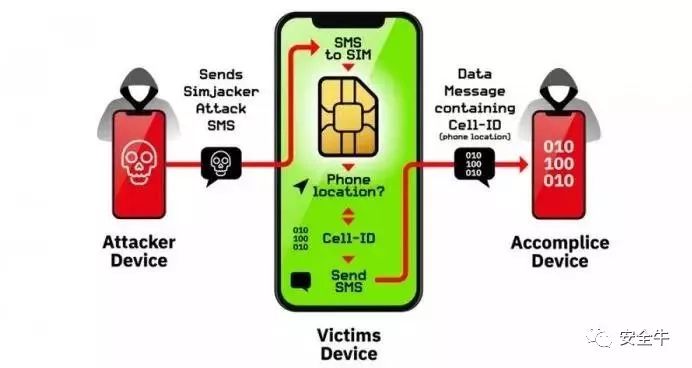 Sends
Simjacker
Attack
SMS
Attacker
Device
SMS
to SIM
Phone
location?
010
100
010
Cell-ID
Send
SMS
Victims
Device
Data
Message
containing
Cell-ID
(phone location)
010
100
010
010
100
010
Accomplice
Device
安全牛